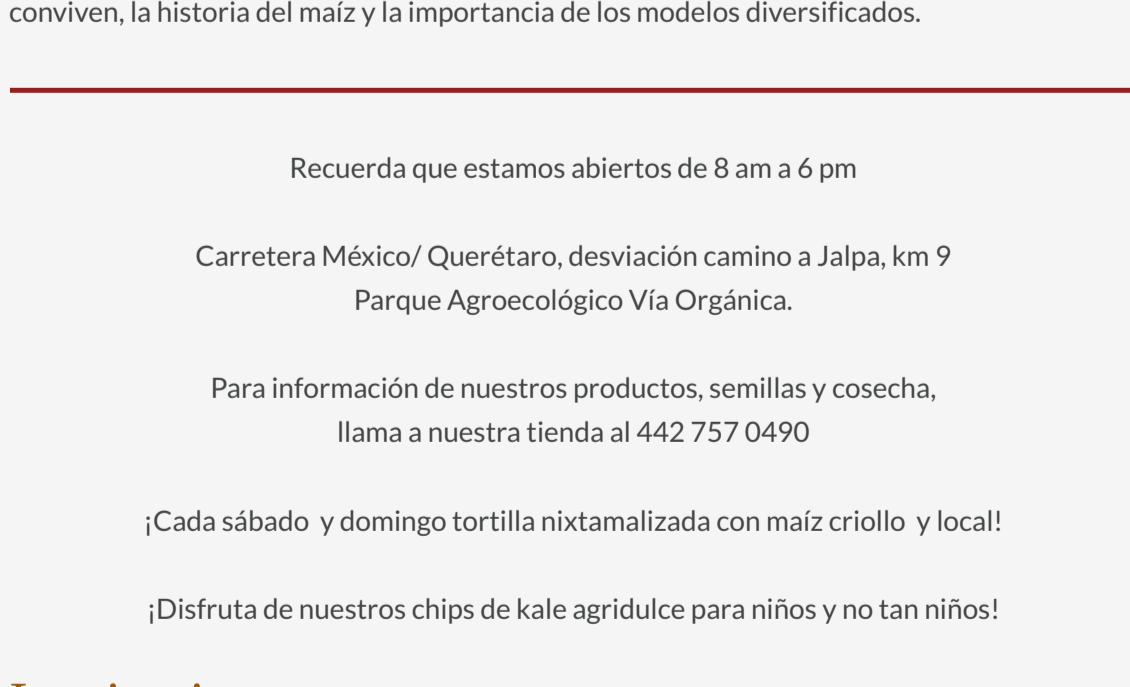 conviven, la historia del maíz y la importancia de los modelos diversificados.
Recuerda que estamos abiertos de 8 am a 6 pm
Carretera México/ Querétaro, desviación camino a Jalpa, km 9
Parque Agroecológico Vía Orgánica.
Para información de nuestros productos, semillas y cosecha,
llama a nuestra tienda al 442 757 0490
¡Cada sábado  y domingo tortilla nixtamalizada con maíz criollo  y local!
¡Disfruta de nuestros chips de kale agridulce para niños y no tan niños!